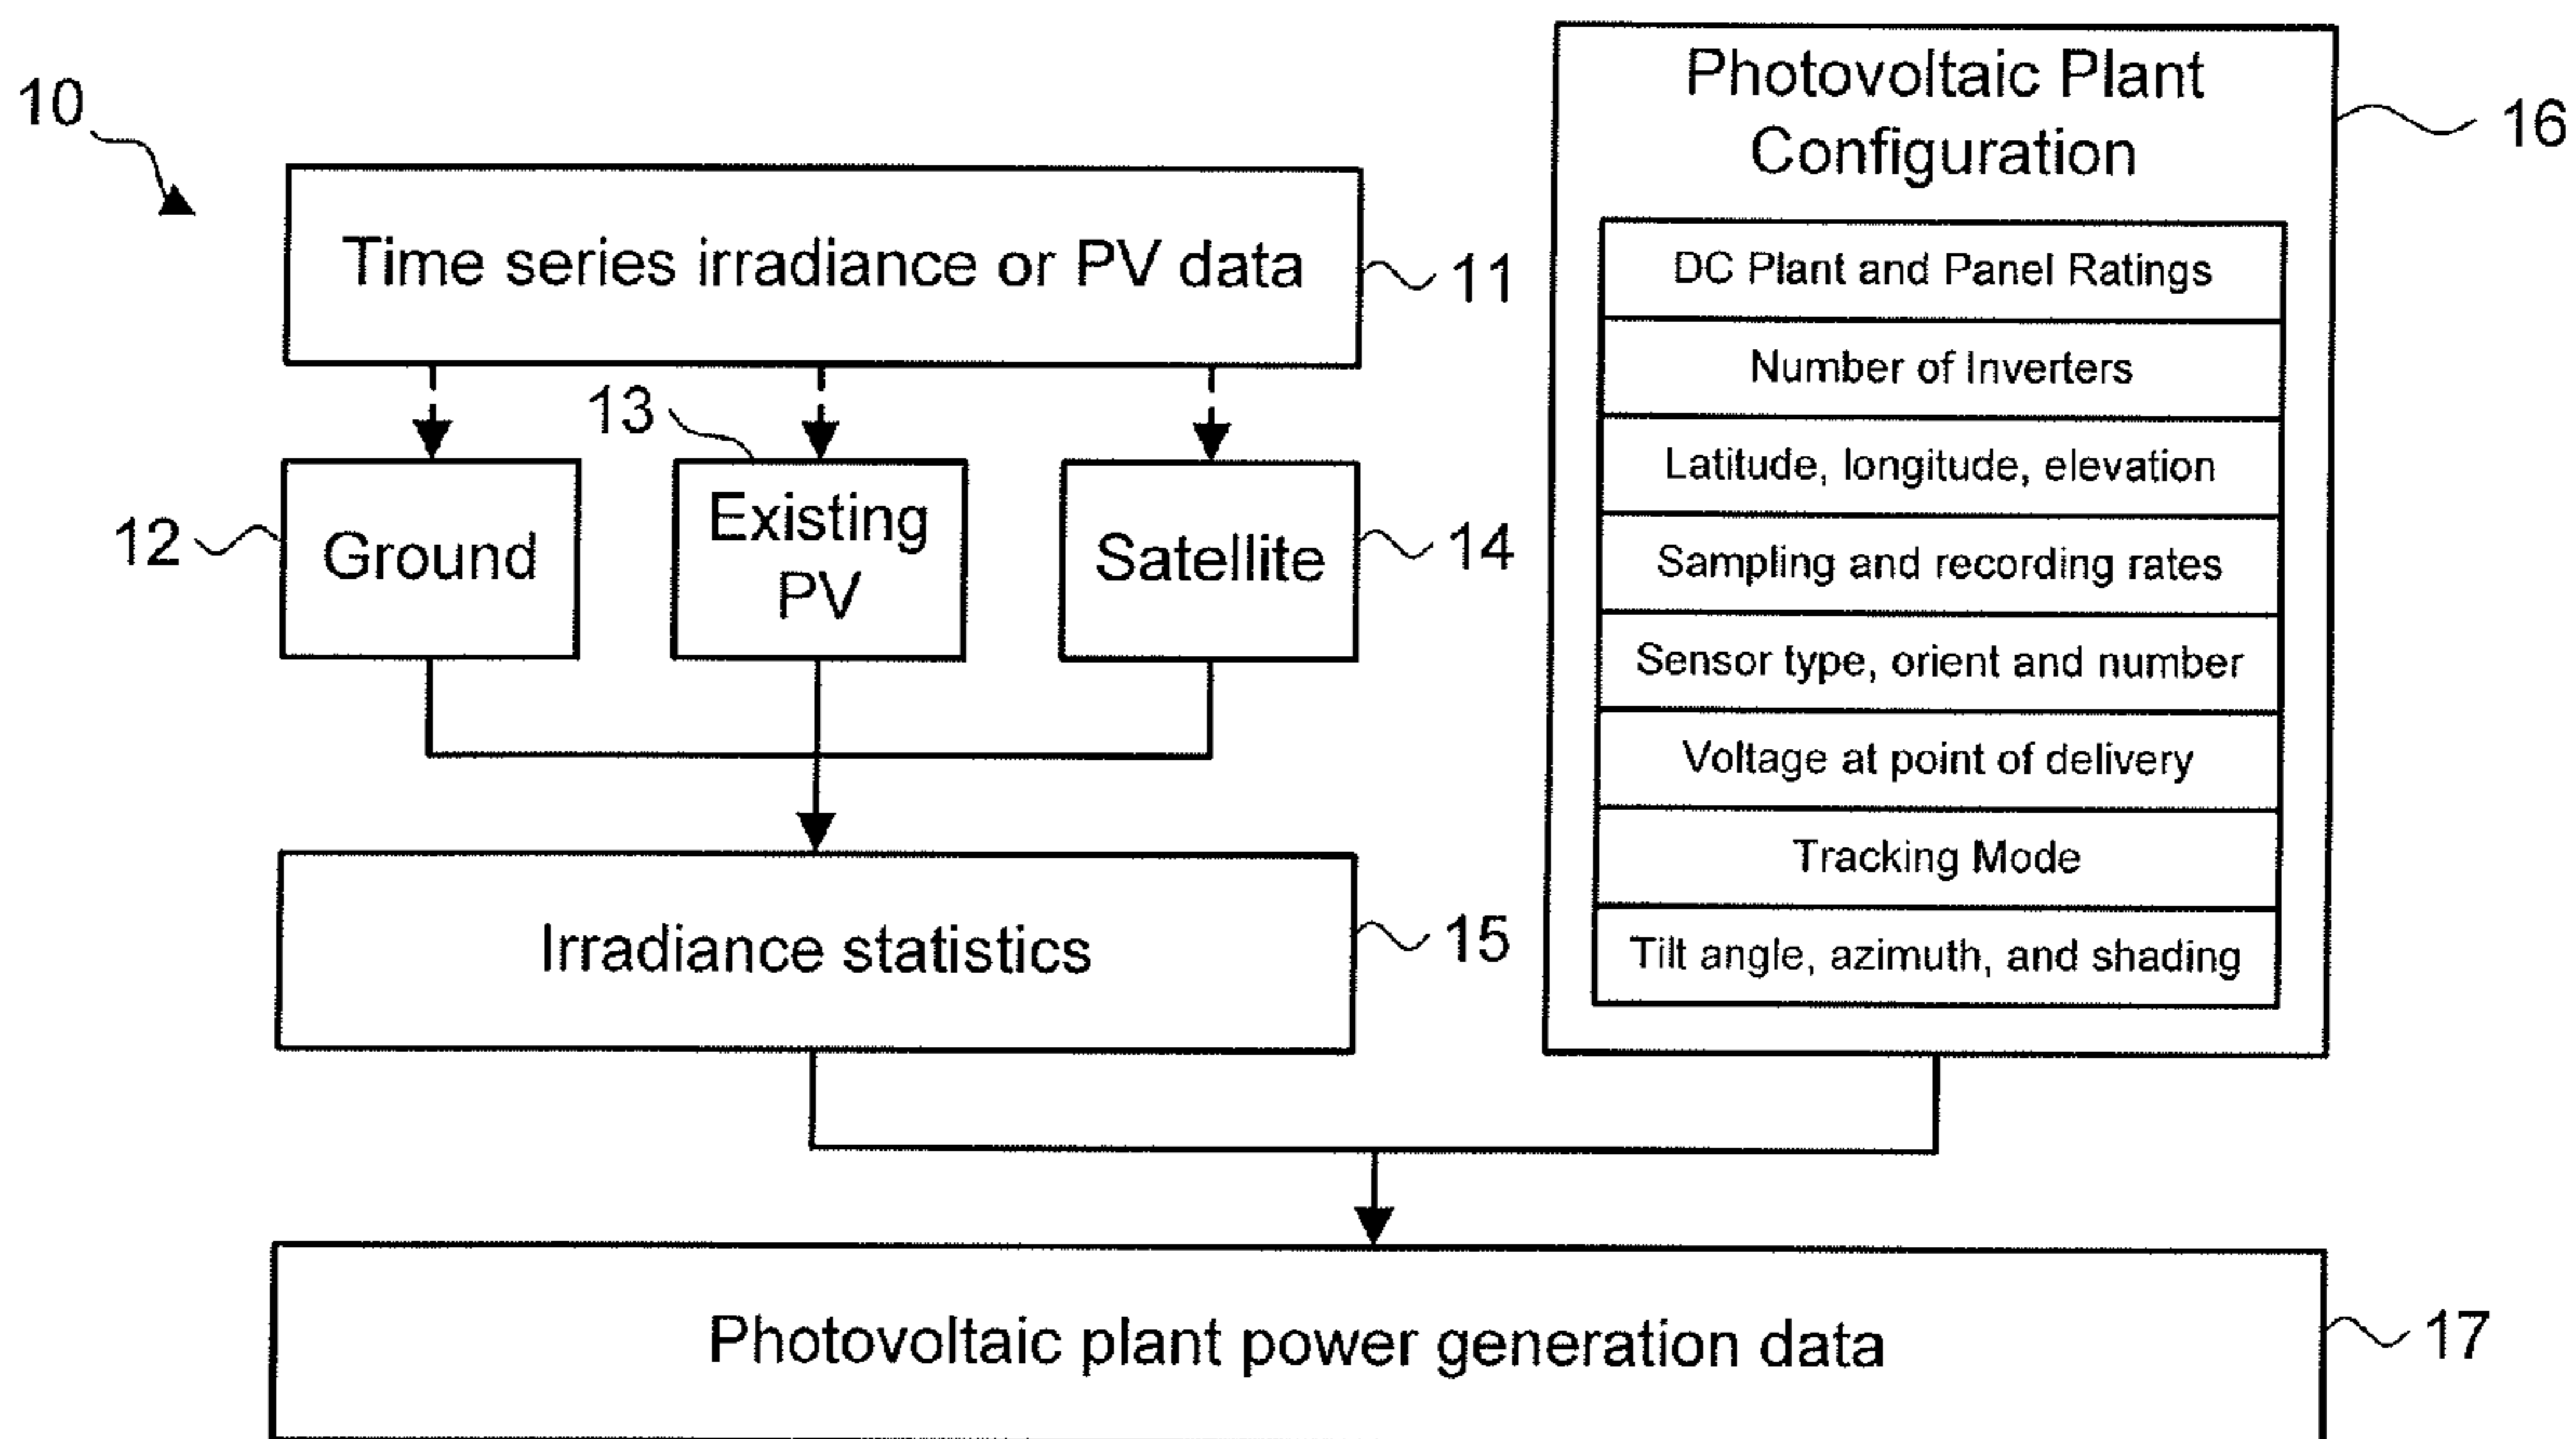 10
Time series irradiance or PV data
11
12
Ground
13
Existing
PV
Satellite
14
Irradiance statistics
15
Photovoltaic Plant
Configuration
16
DC Plant and Panel Ratings
Number of Inverters
Latitude, longitude, elevation
Sampling and recording rates
Sensor type, orient and number
Voltage at point of delivery
Tracking Mode
Tilt angle, azimuth, and shading
Photovoltaic plant power generation data
17